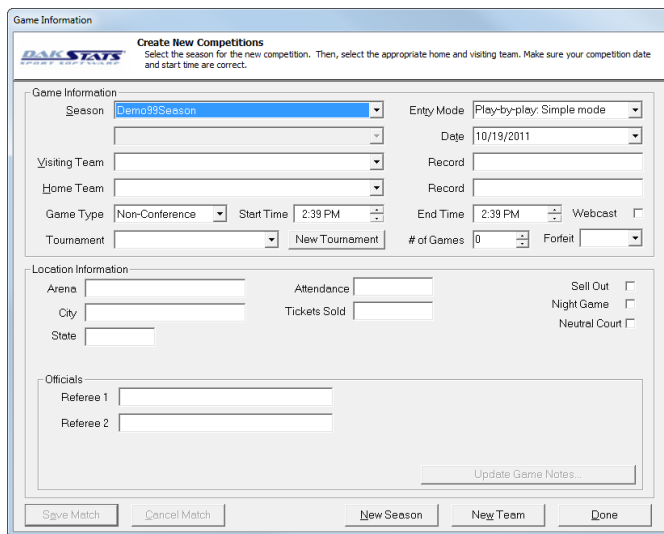 Game Information
DAKSTATS
SPORT SOFTWARE
Create New Competitions
Select the season for the new competition. Then, select the appropriate home and visiting team. Make sure your competition date
and start time are correct.
Game Information
Season Demo99Season Entry Mode Play-by-play: Simple mode
Date 10/19/2011
Visiting Team Record
Home Team Record
Game Type Non-Conference Start Time 2:39 PM End Time 2:39 PM Webcast
Tournament New Tournament # of Games 0 Forfeit
Location Information
Arena Attendance Sell Out
City Tickets Sold Night Game
State Neutral Court
Officials
Referee 1
Referee 2
Update Game Notes...
Save Match Cancel Match New Season New Team Done